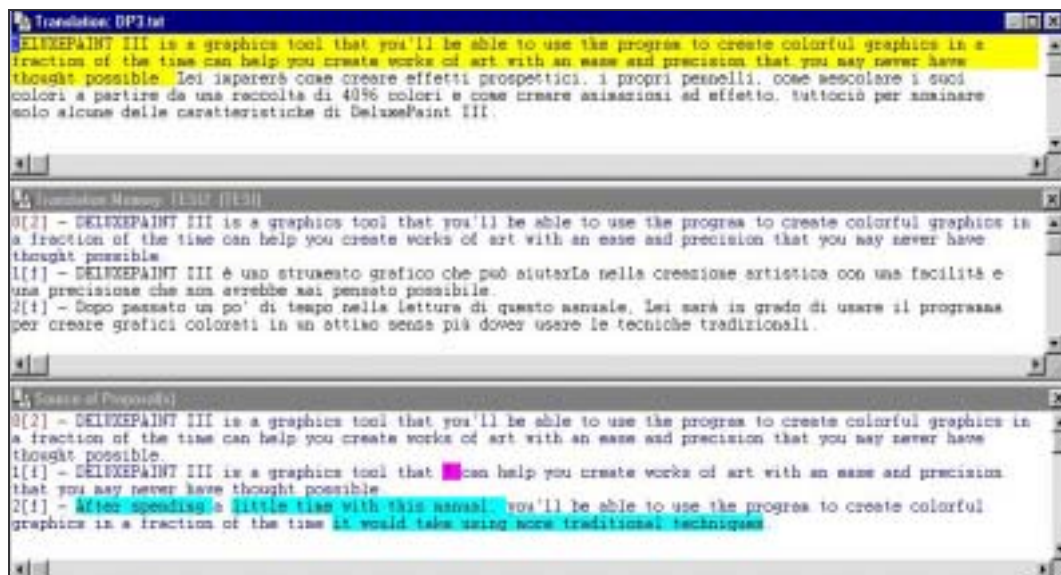 Translation: DP3.txt
DELUXEPAINT III is a graphics tool that you'll be able to use the program to create colorful graphics in a
fraction of the time can help you create works of art with an ease and precision that you may never have
thought possible. Lei imparerà come creare effetti prospettici, i propri pennelli, come mescolare i suoi
colori a partire da una raccolta di 4096 colori e come creare animazioni ad effetto, tuttociò per nominare
solo alcune delle caratteristiche di DeluxePaint III.
Translation Memory: TESI2 (TESI)
0[2] - DELUXEPAINT III is a graphics tool that you'll be able to use the program to create colorful graphics in
a fraction of the time can help you create works of art with an ease and precision that you may never have
thought possible.
1[f] - DELUXEPAINT III è uno strumento grafico che può aiutarLa nella creazione artistica con una facilità e
una precisione che non avrebbe mai pensato possibile.
2[f] - Dopo passato un po' di tempo nella lettura di questo manuale, Lei sarà in grado di usare il programma
per creare grafici colorati in un attimo senza più dover usare le tecniche tradizionali.
Source of Proposal(s)
0[2] - DELUXEPAINT III is a graphics tool that you'll be able to use the program to create colorful graphics in
a fraction of the time can help you create works of art with an ease and precision that you may never have
thought possible.
1[f] - DELUXEPAINT III is a graphics tool that can help you create works of art with an ease and precision
that you may never have thought possible.
2[f] - After spending a little time with this manual, you'll be able to use the program to create colorful
graphics in a fraction of the time it would take using more traditional techniques.